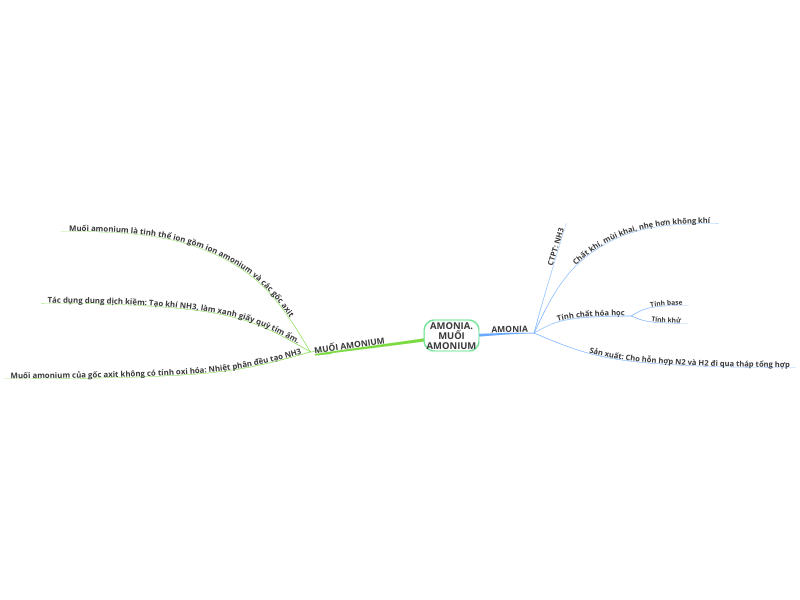 AMONIA.
MUỐI
AMONIUM
AMONIA
CTPT: NH3
Chất khí, mùi khai, nhẹ hơn không khí
Tính chất hóa học
Tính base
Tính khử
Sản xuất: Cho hỗn hợp N2 và H2 đi qua tháp tổng hợp
MUỐI AMONIUM
Muối amonium là tinh thể ion gồm ion amonium và các gốc axit
Tác dụng dung dịch kiềm: Tạo khí NH3, làm xanh giấy quỳ tím ẩm,
Muối amonium của gốc axit không có tính oxi hóa: Nhiệt phân đều tạo NH3